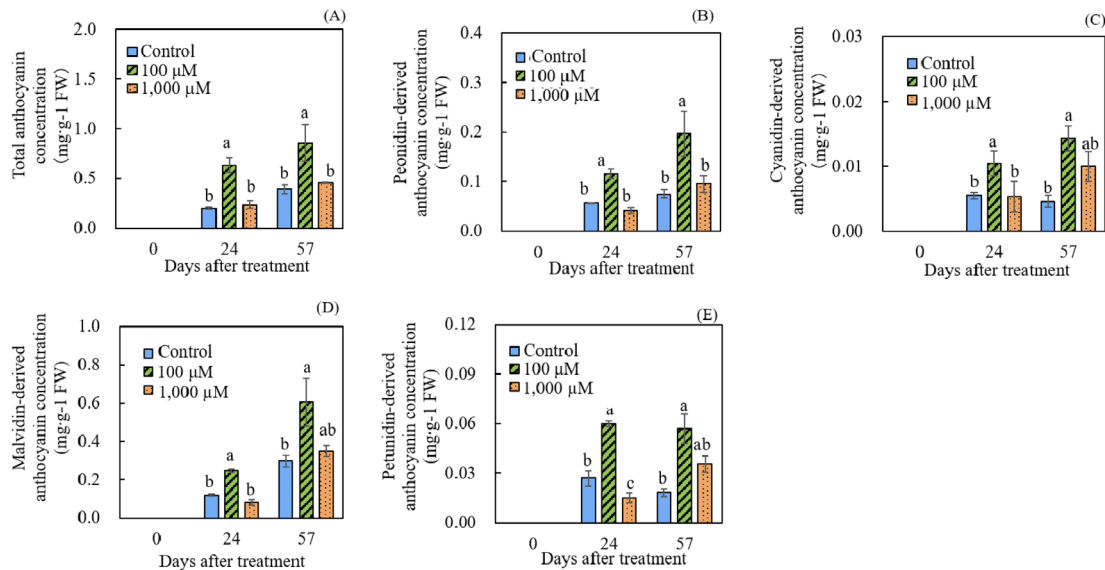 (A)
Total anthocyanin
concentration
(mg·g-1 FW)
2.0
1.5
1.0
0.5
0.0
Control
100 µM
1,000 µM
b
a
b
b
a
b
0
24
57
Days after treatment
(B)
Peonidin-derived
anthocyanin concentration
(mg·g-1 FW)
0.4
0.3
0.2
0.1
0.0
Control
100 µM
1,000 µM
b
a
b
b
a
b
0
24
57
Days after treatment
(C)
Cyanidin-derived
anthocyanin concentration
(mg·g-1 FW)
0.03
0.02
0.01
0.00
Control
100 µM
1,000 µM
b
a
b
b
a
ab
0
24
57
Days after treatment
(D)
Malvidin-derived
anthocyanin concentration
(mg·g-1 FW)
1.0
0.8
0.6
0.4
0.2
0.0
Control
100 µM
1,000 µM
b
a
b
b
a
ab
0
24
57
Days after treatment
(E)
Petunidin-derived
anthocyanin concentration
(mg·g-1 FW)
0.12
0.09
0.06
0.03
0.00
Control
100 µM
1,000 µM
b
a
c
b
a
ab
0
24
57
Days after treatment